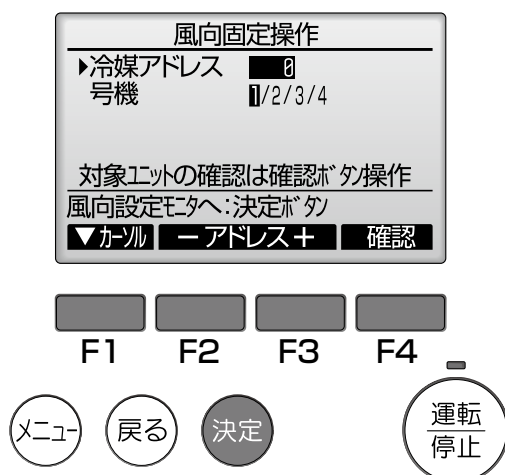 風向固定操作
▶冷媒アドレス 0
号機 1/2/3/4
対象ユニットの確認は確認ボタン操作
風向設定モニタへ:決定ボタン
▼カーソル ー アドレス + 確認
F1 F2 F3 F4
メニュー 戻る 決定 運転
停止